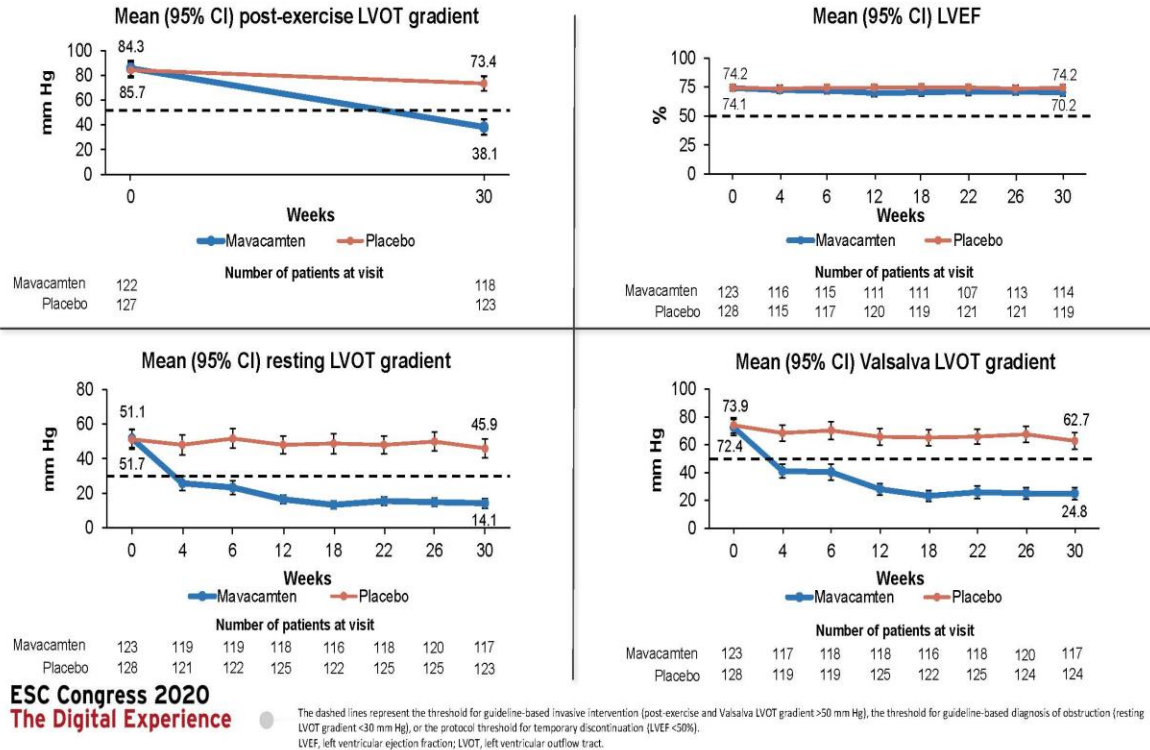 Mean (95% CI) post-exercise LVOT gradient
mm Hg
100
80
60
40
20
0
84.3
85.7
73.4
38.1
0 30
Weeks
Mavacamten Placebo
Number of patients at visit
Mavacamten 122 118
Placebo 127 123
Mean (95% CI) LVEF
%
100
75
50
25
0
74.2 74.2
74.1 70.2
0 4 6 12 18 22 26 30
Weeks
Mavacamten Placebo
Number of patients at visit
Mavacamten 123 116 115 111 111 107 113 114
Placebo 128 115 117 120 119 121 121 119
Mean (95% CI) resting LVOT gradient
mm Hg
80
60
40
20
0
51.1
51.7
45.9
14.1
0 4 6 12 18 22 26 30
Weeks
Mavacamten Placebo
Number of patients at visit
Mavacamten 123 119 119 118 116 118 120 117
Placebo 128 121 122 125 122 125 125 123
Mean (95% CI) Valsalva LVOT gradient
mm Hg
100
80
60
40
20
0
73.9
72.4
62.7
24.8
0 4 6 12 18 22 26 30
Weeks
Mavacamten Placebo
Number of patients at visit
Mavacamten 123 117 118 118 116 118 120 117
Placebo 128 119 119 125 122 125 124 124
ESC Congress 2020
The Digital Experience
The dashed lines represent the threshold for guideline-based invasive intervention (post-exercise and Valsalva LVOT gradient >50 mm Hg), the threshold for guideline-based diagnosis of obstruction (resting
LVOT gradient <30 mm Hg), or the protocol threshold for temporary discontinuation (LVEF <50%).
LVEF, left ventricular ejection fraction; LVOT, left ventricular outflow tract.